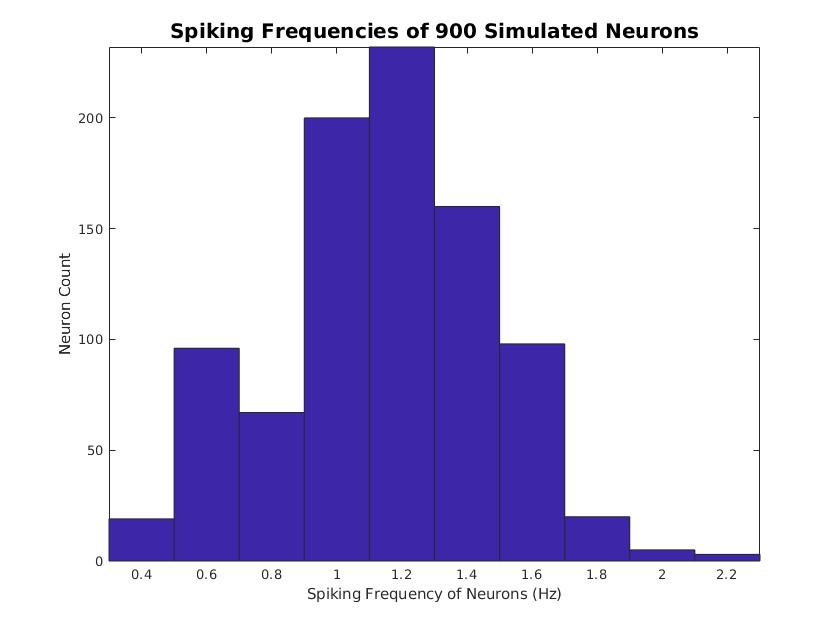 Spiking Frequencies of 900 Simulated Neurons
Neuron Count
200
150
100
50
0
0.4 0.6 0.8 1 1.2 1.4 1.6 1.8 2 2.2
Spiking Frequency of Neurons (Hz)